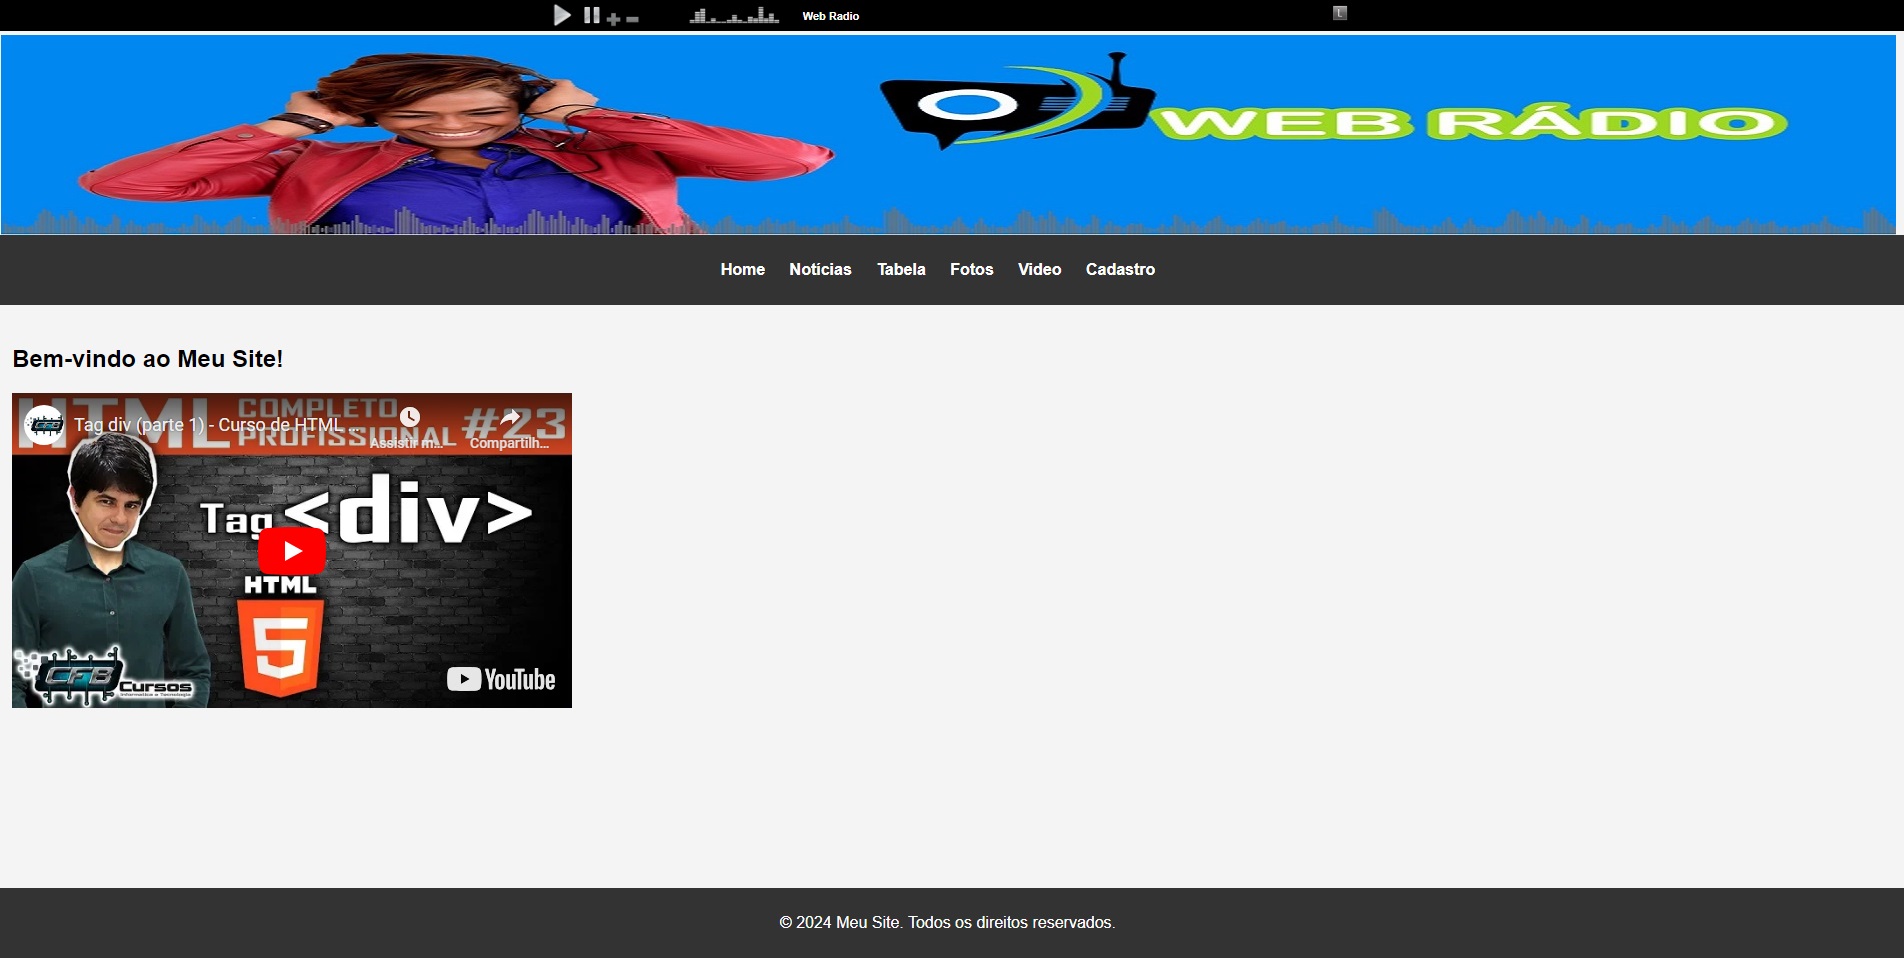 Web Radio
L
WEB RÁDIO
Home Notícias Tabela Fotos Video Cadastro
Bem-vindo ao Meu Site!
HTML COMPLETO PROFISSIONAL #23
Tag div (parte 1) - Curso de HTML ...
Assistir m... Compartilh...
Tag <div>
HTML
5
CFB Cursos
Informática e Tecnologia
YouTube
© 2024 Meu Site. Todos os direitos reservados.